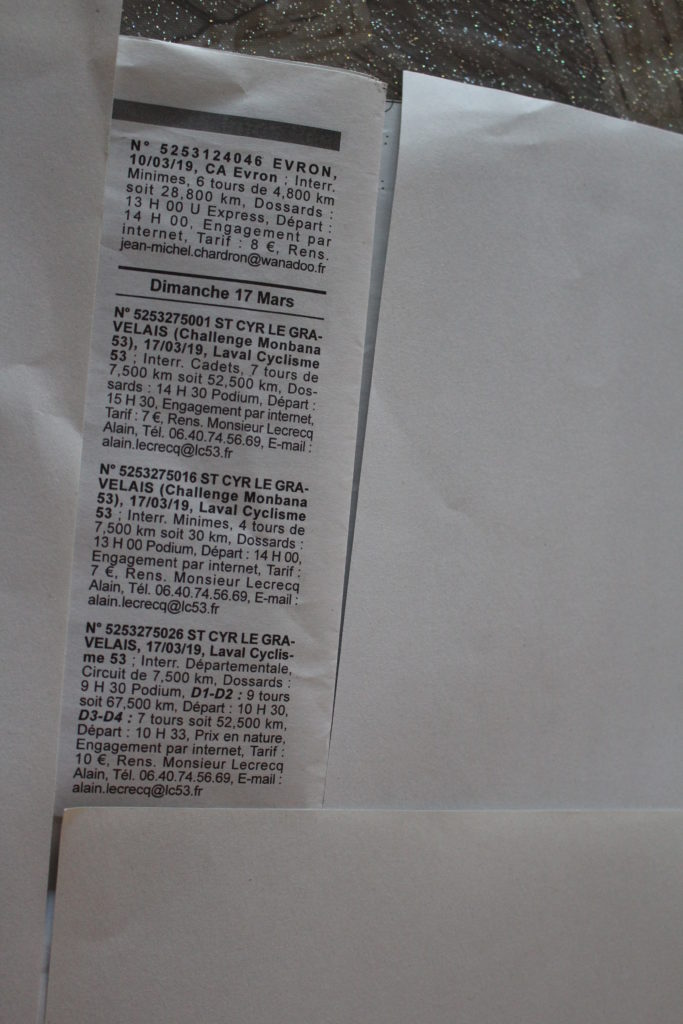 N° 5253124046 EVRON,
10/03/19, CA Evron ; Interr.
Minimes, 6 tours de 4,800 km
soit 28,800 km, Dossards :
13 H 00 U Express, Départ :
14 H 00, Engagement par
internet, Tarif : 8 €, Rens.
jean-michel.chardron@wanadoo.fr
Dimanche 17 Mars
N° 5253275001 ST CYR LE GRA-
VELAIS (Challenge Monbana
53), 17/03/19, Laval Cyclisme
53 ; Interr. Cadets, 7 tours de
7,500 km soit 52,500 km, Dos-
sards : 14 H 30 Podium, Départ :
15 H 30, Engagement par internet,
Tarif : 7 €, Rens. Monsieur Lecrecq
Alain, Tél. 06.40.74.56.69, E-mail :
alain.lecrecq@lc53.fr
N° 5253275016 ST CYR LE GRA-
VELAIS (Challenge Monbana
53), 17/03/19, Laval Cyclisme
53 ; Interr. Minimes, 4 tours de
7,500 km soit 30 km, Dossards :
13 H 00 Podium, Départ : 14 H 00,
Engagement par internet, Tarif :
7 €, Rens. Monsieur Lecrecq
Alain, Tél. 06.40.74.56.69, E-mail :
alain.lecrecq@lc53.fr
N° 5253275026 ST CYR LE GRA-
VELAIS, 17/03/19, Laval Cyclis-
me 53 ; Interr. Départementale,
Circuit de 7,500 km, Dossards :
9 H 30 Podium, D1-D2 : 9 tours
soit 67,500 km, Départ : 10 H 30,
D3-D4 : 7 tours soit 52,500 km,
Départ : 10 H 33, Prix en nature,
Engagement par internet, Tarif :
10 €, Rens. Monsieur Lecrecq
Alain, Tél. 06.40.74.56.69, E-mail :
alain.lecrecq@lc53.fr